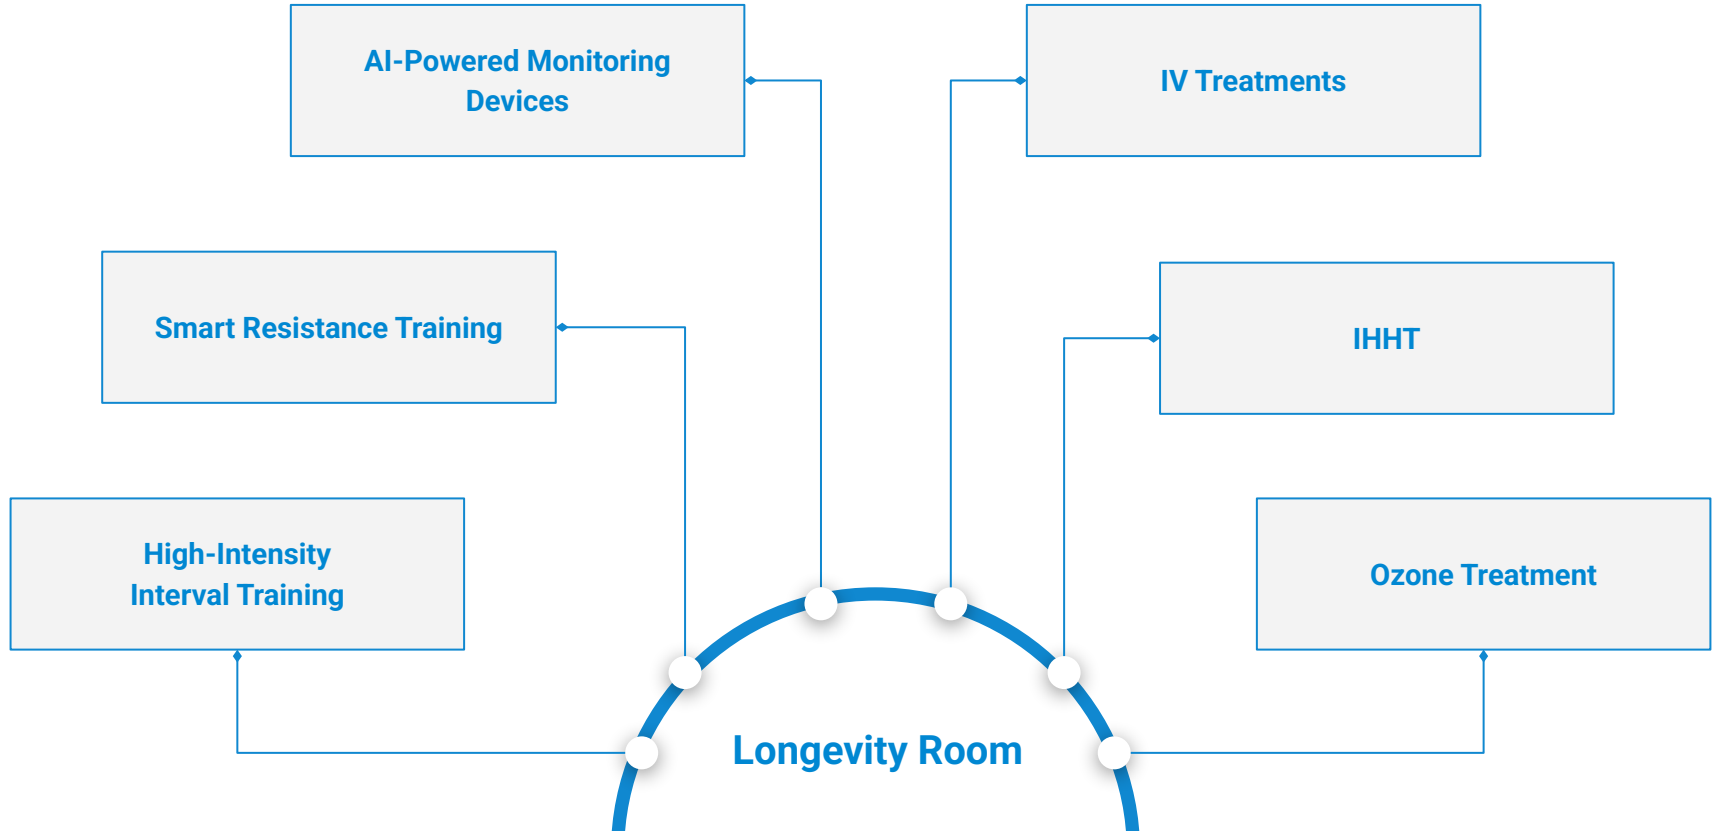 AI-Powered Monitoring
Devices
IV Treatments
Smart Resistance Training
IHHT
High-Intensity
Interval Training
Ozone Treatment
Longevity Room